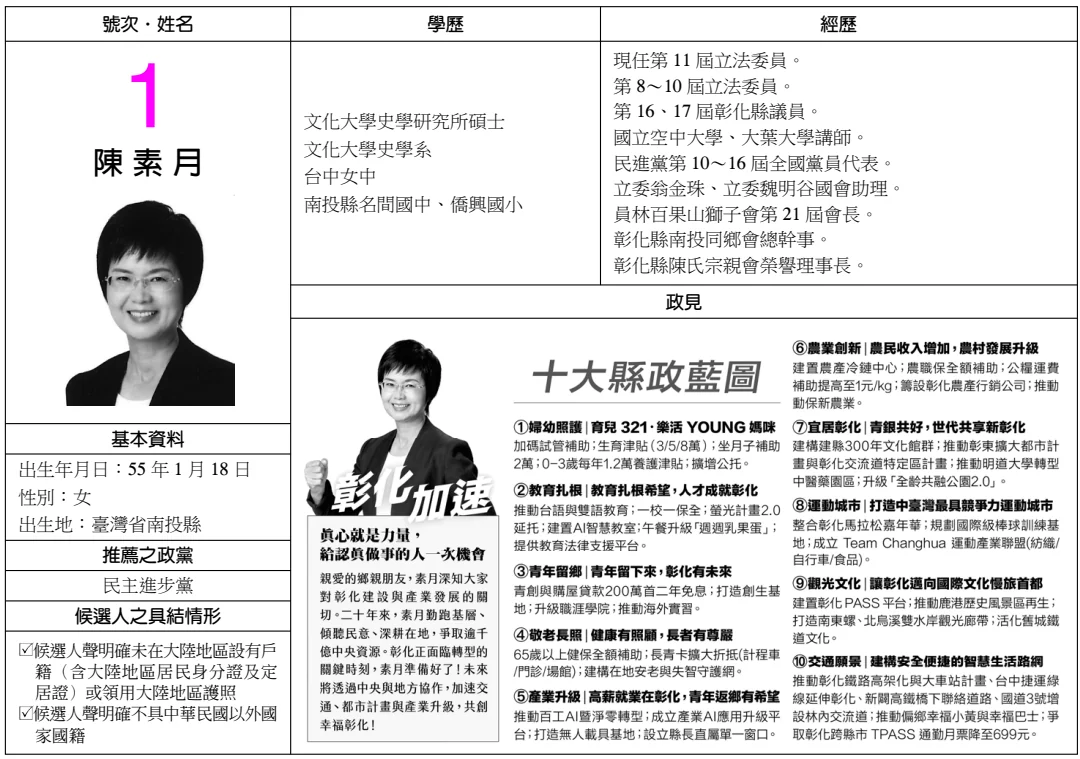 號次．姓名
1
陳素月
基本資料
出生年月日：55 年 1 月 18 日
性別：女
出生地：臺灣省南投縣
推薦之政黨
民主進步黨
候選人之具結情形
☑候選人聲明確未在大陸地區設有戶
籍（含大陸地區居民身分證及定
居證）或領用大陸地區護照
☑候選人聲明確不具中華民國以外國
家國籍
學歷
文化大學史學研究所碩士
文化大學史學系
台中女中
南投縣名間國中、僑興國小
經歷
現任第 11 屆立法委員。
第 8～10 屆立法委員。
第 16、17 屆彰化縣議員。
國立空中大學、大葉大學講師。
民進黨第 10～16 屆全國黨員代表。
立委翁金珠、立委魏明谷國會助理。
員林百果山獅子會第 21 屆會長。
彰化縣南投同鄉會總幹事。
彰化縣陳氏宗親會榮譽理事長。
政見
彰化加速
真心就是力量，
給認真做事的人一次機會
親愛的鄉親朋友，素月深知大家
對彰化建設與產業發展的關
切。二十年來，素月勤跑基層、
傾聽民意、深耕在地，爭取逾千
億中央資源。彰化正面臨轉型的
關鍵時刻，素月準備好了！未來
將透過中央與地方協作，加速交
通、都市計畫與產業升級，共創
幸福彰化！
十大縣政藍圖
①婦幼照護|育兒 321‧樂活 YOUNG 媽咪
加碼試管補助；生育津貼（3/5/8萬）；坐月子補助
2萬；0-3歲每年1.2萬養護津貼；擴增公托。
②教育扎根|教育扎根希望，人才成就彰化
推動台語與雙語教育；一校一保全；螢光計畫2.0
延托；建置AI智慧教室；午餐升級「週週乳果蛋」；
提供教育法律支援平台。
③青年留鄉|青年留下來，彰化有未來
青創與購屋貸款200萬首二年免息；打造創生基
地；升級職涯學院；推動海外實習。
④敬老長照|健康有照顧，長者有尊嚴
65歲以上健保全額補助；長青卡擴大折抵(計程車
/門診/場館)；建構在地安老與失智守護網。
⑤產業升級|高薪就業在彰化，青年返鄉有希望
推動百工AI暨淨零轉型；成立產業AI應用升級平
台；打造無人載具基地；設立縣長直屬單一窗口。
⑥農業創新|農民收入增加，農村發展升級
建置農產冷鏈中心；農職保全額補助；公糧運費
補助提高至1元/kg；籌設彰化農產行銷公司；推動
動保新農業。
⑦宜居彰化|青銀共好，世代共享新彰化
建構建縣300年文化館群；推動彰東擴大都市計
畫與彰化交流道特定區計畫；推動明道大學轉型
中醫藥園區；升級「全齡共融公園2.0」。
⑧運動城市|打造中臺灣最具競爭力運動城市
整合彰化馬拉松嘉年華；規劃國際級棒球訓練基
地；成立 Team Changhua 運動產業聯盟(紡織/
自行車/食品)。
⑨觀光文化|讓彰化邁向國際文化慢旅首都
建置彰化 PASS 平台；推動鹿港歷史風景區再生；
打造南東螺、北烏溪雙水岸觀光廊帶；活化舊城鐵
道文化。
⑩交通願景|建構安全便捷的智慧生活路網
推動彰化鐵路高架化與大車站計畫、台中捷運綠
線延伸彰化、新闢高鐵橋下聯絡道路、國道3號增
設林內交流道；推動偏鄉幸福小黃與幸福巴士；爭
取彰化跨縣市 TPASS 通勤月票降至699元。